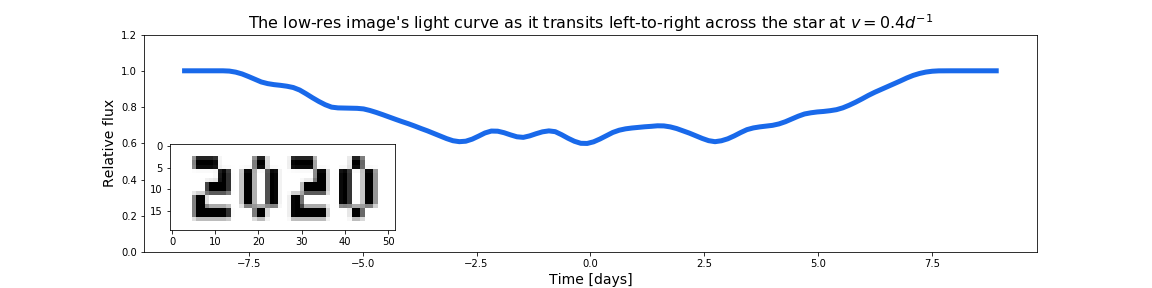 The low-res image's light curve as it transits left-to-right across the star at v = 0.4d⁻¹
1.2
1.0
0.8
0.6
0.4
0.2
0.0
Relative flux
0
5
10
15
2020
0 10 20 30 40 50
−7.5 −5.0 −2.5 0.0 2.5 5.0 7.5
Time [days]